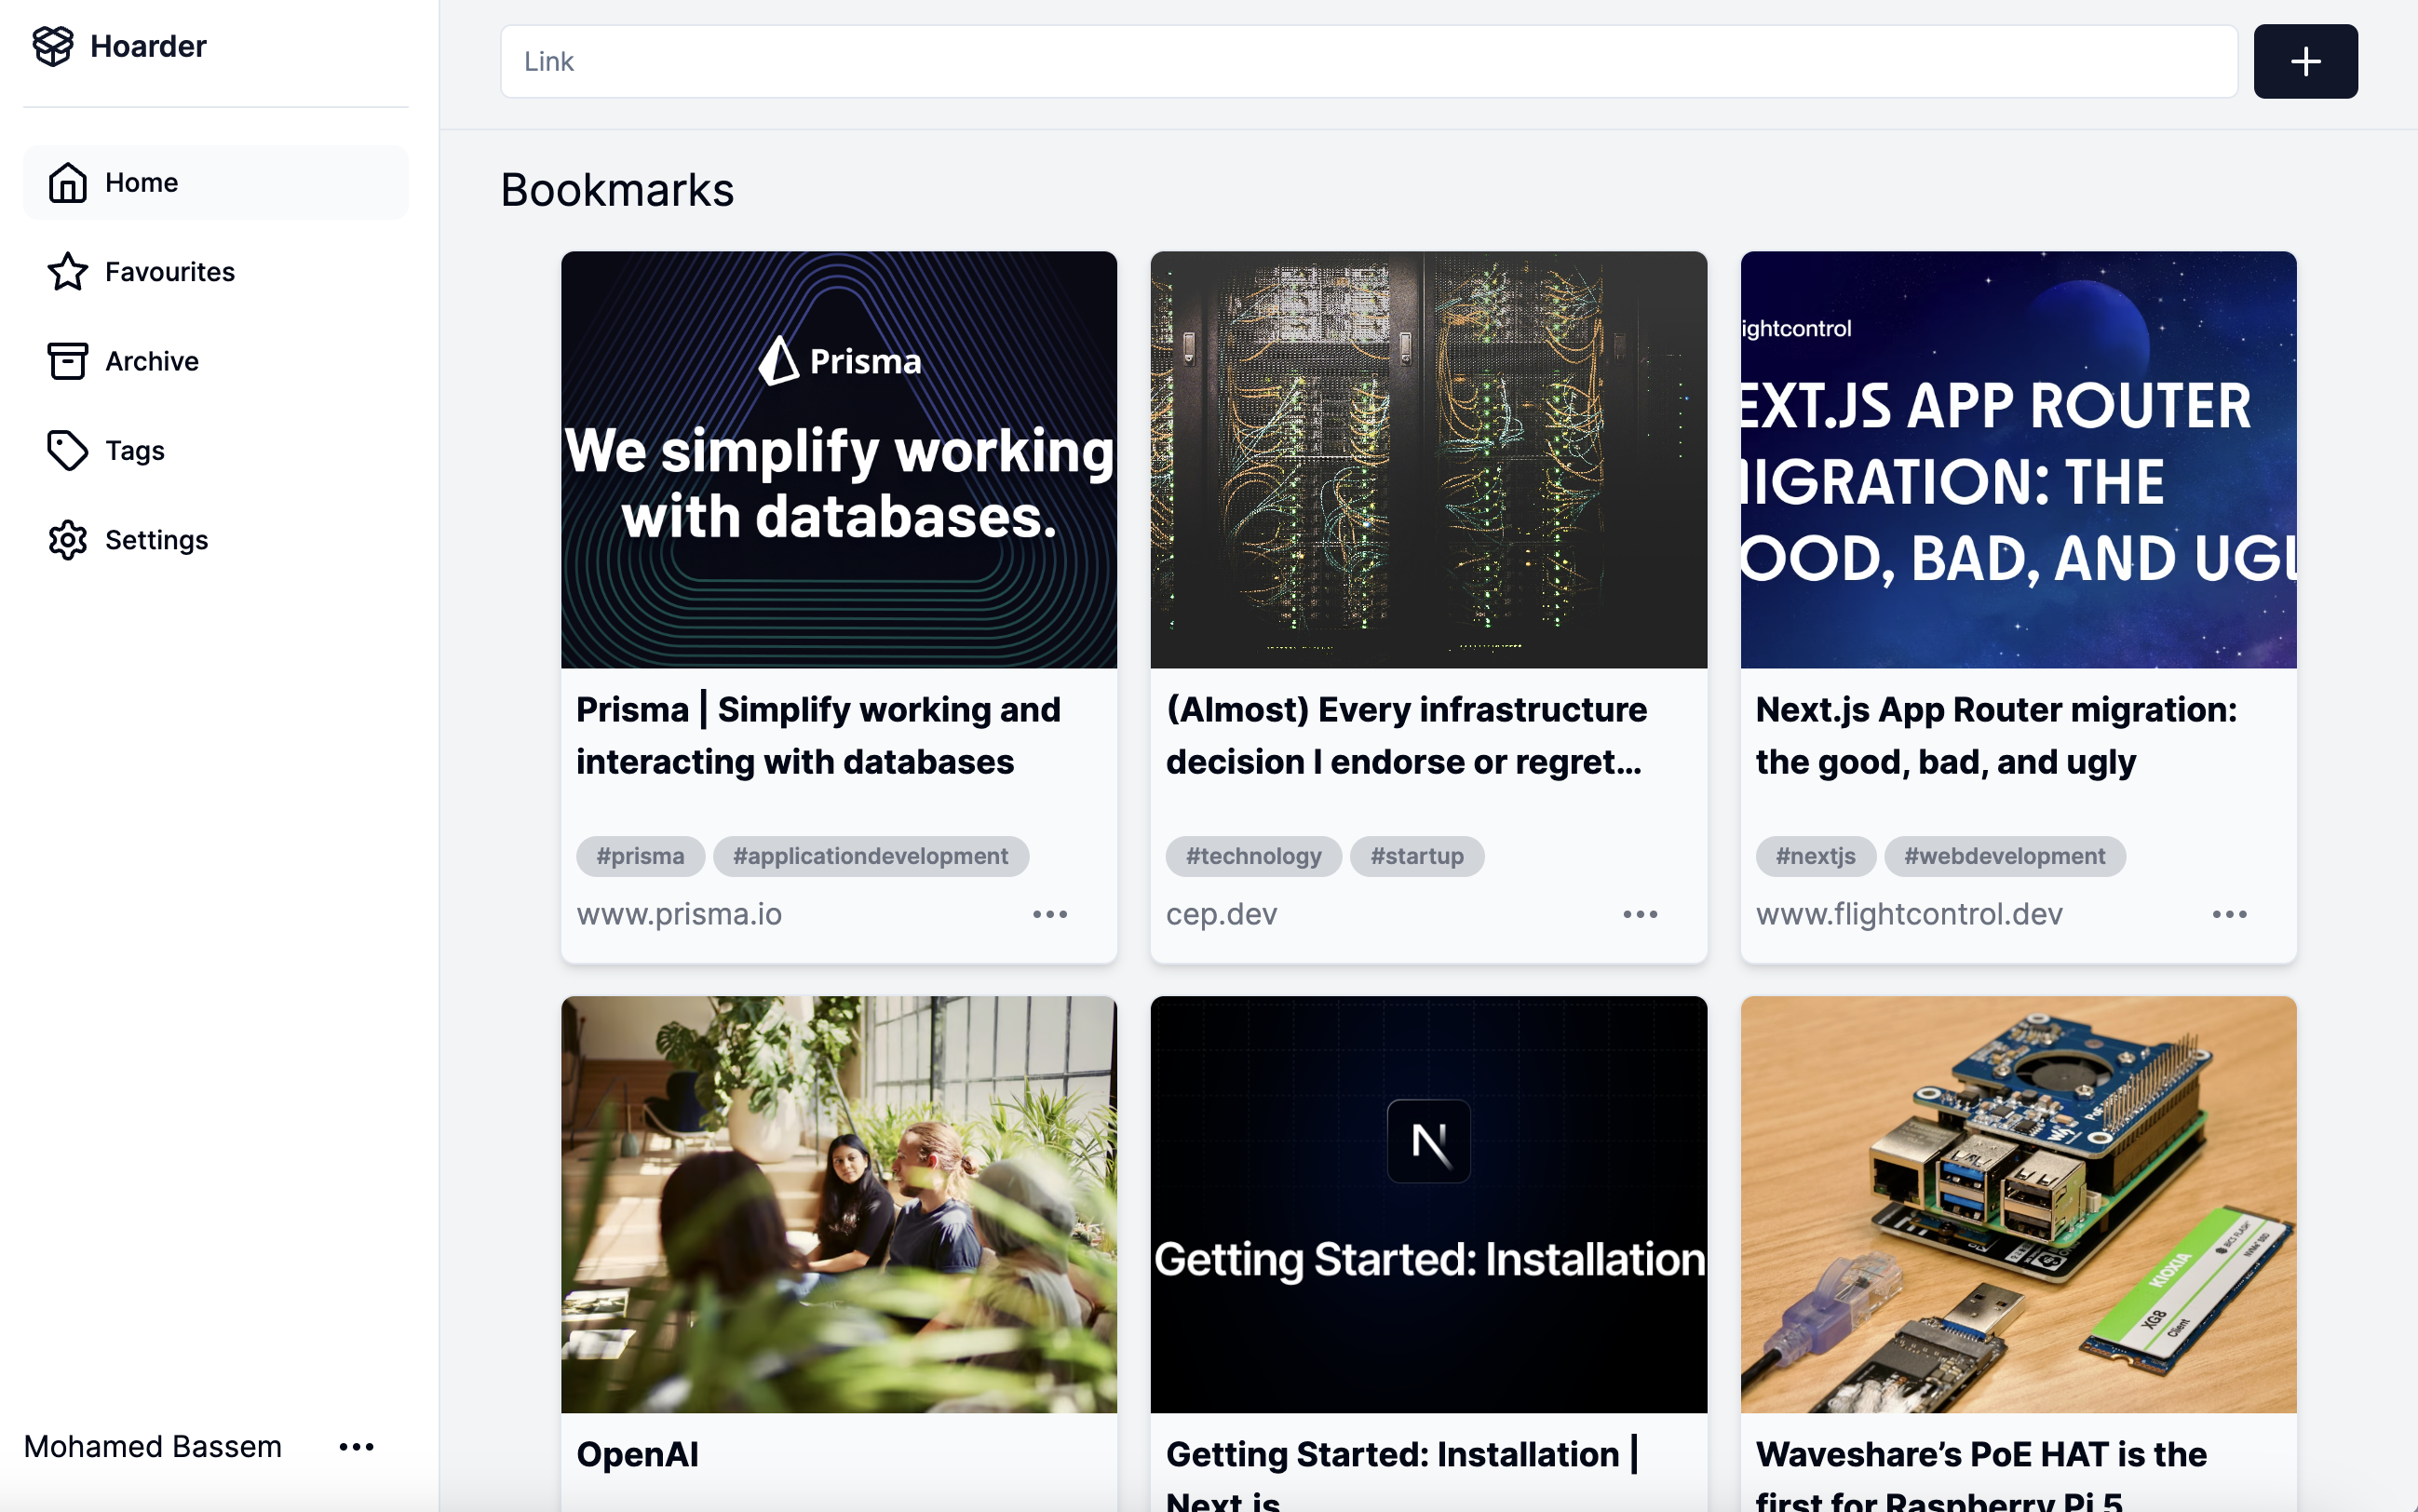 Hoarder
Link
Home
Favourites
Archive
Tags
Settings
Mohamed Bassem
Bookmarks
Prisma
We simplify working
with databases.
Prisma | Simplify working and
interacting with databases
#prisma #applicationdevelopment
www.prisma.io
(Almost) Every infrastructure
decision I endorse or regret...
#technology #startup
cep.dev
ightcontrol
EXT.JS APP ROUTER
IGRATION: THE
OOD, BAD, AND UGL
Next.js App Router migration:
the good, bad, and ugly
#nextjs #webdevelopment
www.flightcontrol.dev
OpenAI
Getting Started: Installation
Getting Started: Installation |
Next.js
KIOXIA
XG8
Client
Waveshare’s PoE HAT is the
first for Raspberry Pi 5